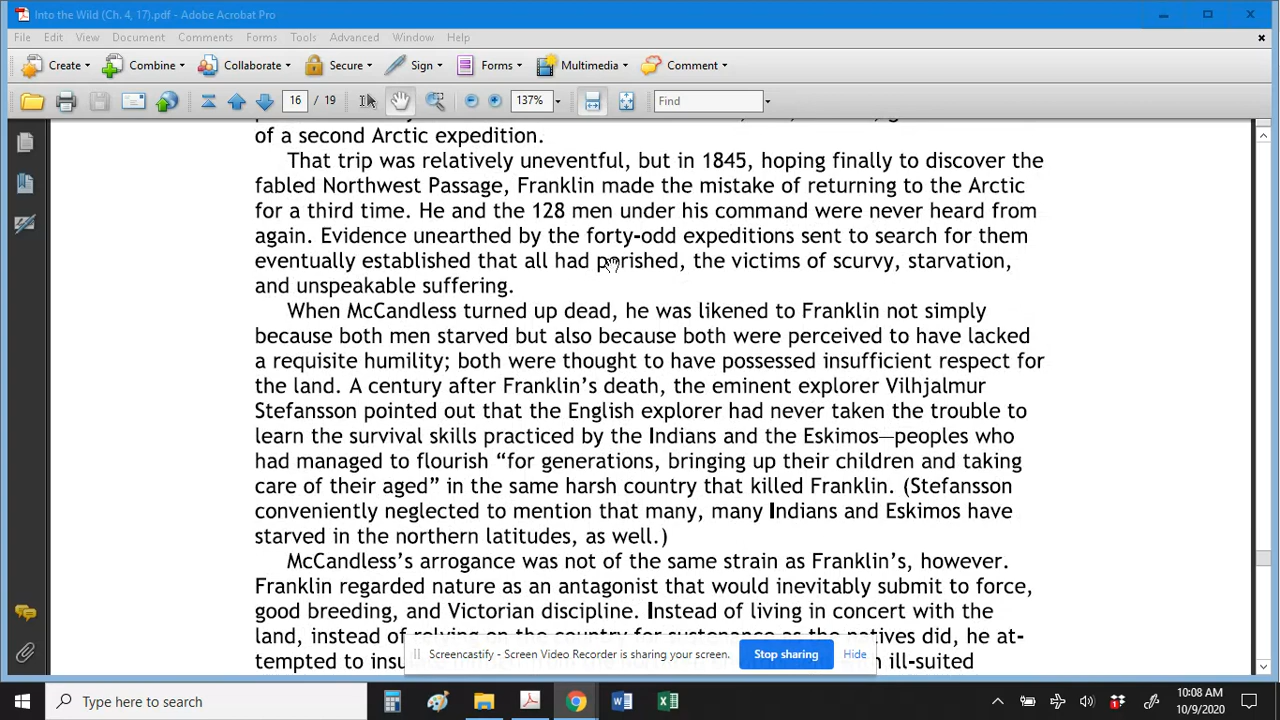 Into the Wild (Ch. 4, 17).pdf - Adobe Acrobat Pro
File Edit View Document Comments Forms Tools Advanced Window Help
Create Combine Collaborate Secure Sign Forms Multimedia Comment
16 / 19 137% Find
of a second Arctic expedition.
That trip was relatively uneventful, but in 1845, hoping finally to discover the
fabled Northwest Passage, Franklin made the mistake of returning to the Arctic
for a third time. He and the 128 men under his command were never heard from
again. Evidence unearthed by the forty-odd expeditions sent to search for them
eventually established that all had perished, the victims of scurvy, starvation,
and unspeakable suffering.
When McCandless turned up dead, he was likened to Franklin not simply
because both men starved but also because both were perceived to have lacked
a requisite humility; both were thought to have possessed insufficient respect for
the land. A century after Franklin's death, the eminent explorer Vilhjalmur
Stefansson pointed out that the English explorer had never taken the trouble to
learn the survival skills practiced by the Indians and the Eskimos—peoples who
had managed to flourish “for generations, bringing up their children and taking
care of their aged” in the same harsh country that killed Franklin. (Stefansson
conveniently neglected to mention that many, many Indians and Eskimos have
starved in the northern latitudes, as well.)
McCandless's arrogance was not of the same strain as Franklin's, however.
Franklin regarded nature as an antagonist that would inevitably submit to force,
good breeding, and Victorian discipline. Instead of living in concert with the
land, instead of relying on the country for sustenance as the natives did, he at-
tempted to ill-suited
Screencastify - Screen Video Recorder is sharing your screen. Stop sharing Hide
Type here to search
10:08 AM
10/9/2020